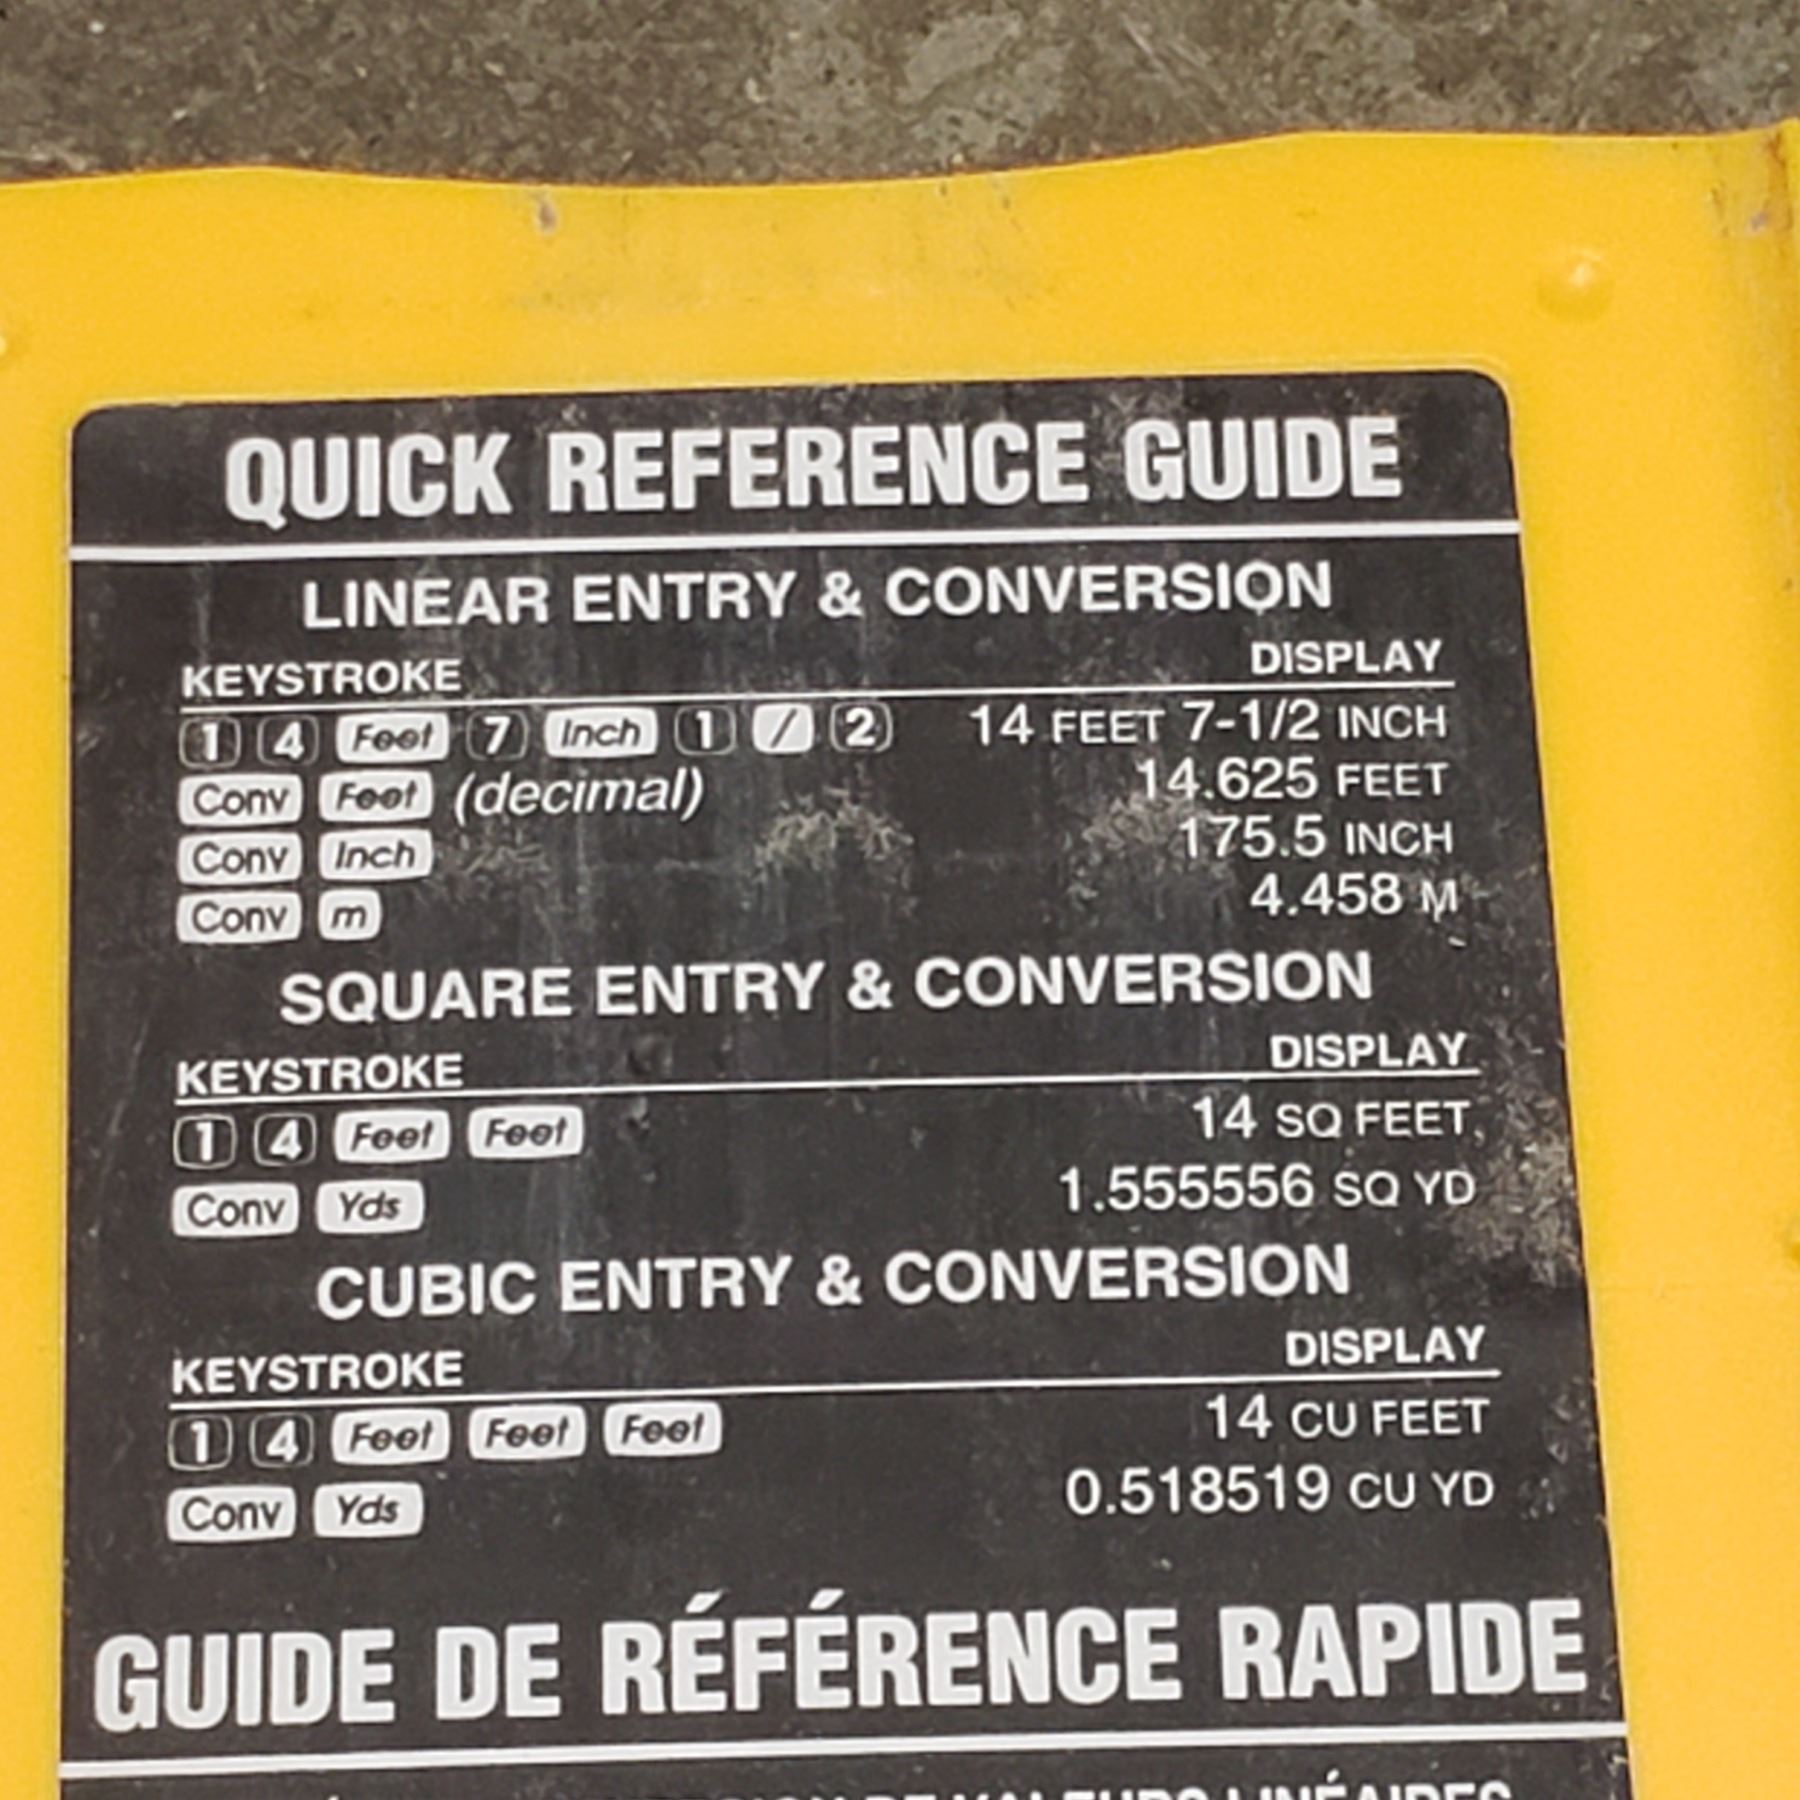 QUICK REFERENCE GUIDE
LINEAR ENTRY & CONVERSION
KEYSTROKE DISPLAY
1 4 Feet 7 Inch 1 / 2 14 FEET 7-1/2 INCH
Conv Feet (decimal) 14.625 FEET
Conv Inch 175.5 INCH
Conv m 4.458 M
SQUARE ENTRY & CONVERSION
KEYSTROKE DISPLAY
1 4 Feet Feet 14 SQ FEET
Conv Yds 1.555556 SQ YD
CUBIC ENTRY & CONVERSION
KEYSTROKE DISPLAY
1 4 Feet Feet Feet 14 CU FEET
Conv Yds 0.518519 CU YD
GUIDE DE RÉFÉRENCE RAPIDE
DE VALEURS LINÉAIRES